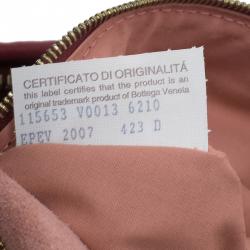 CERTIFICATO DI ORIGINALITÁ
this label certifies that the product is an
original trademark product of Bottega Veneta
115653 V0013 6210
EPEV 2007 423 D